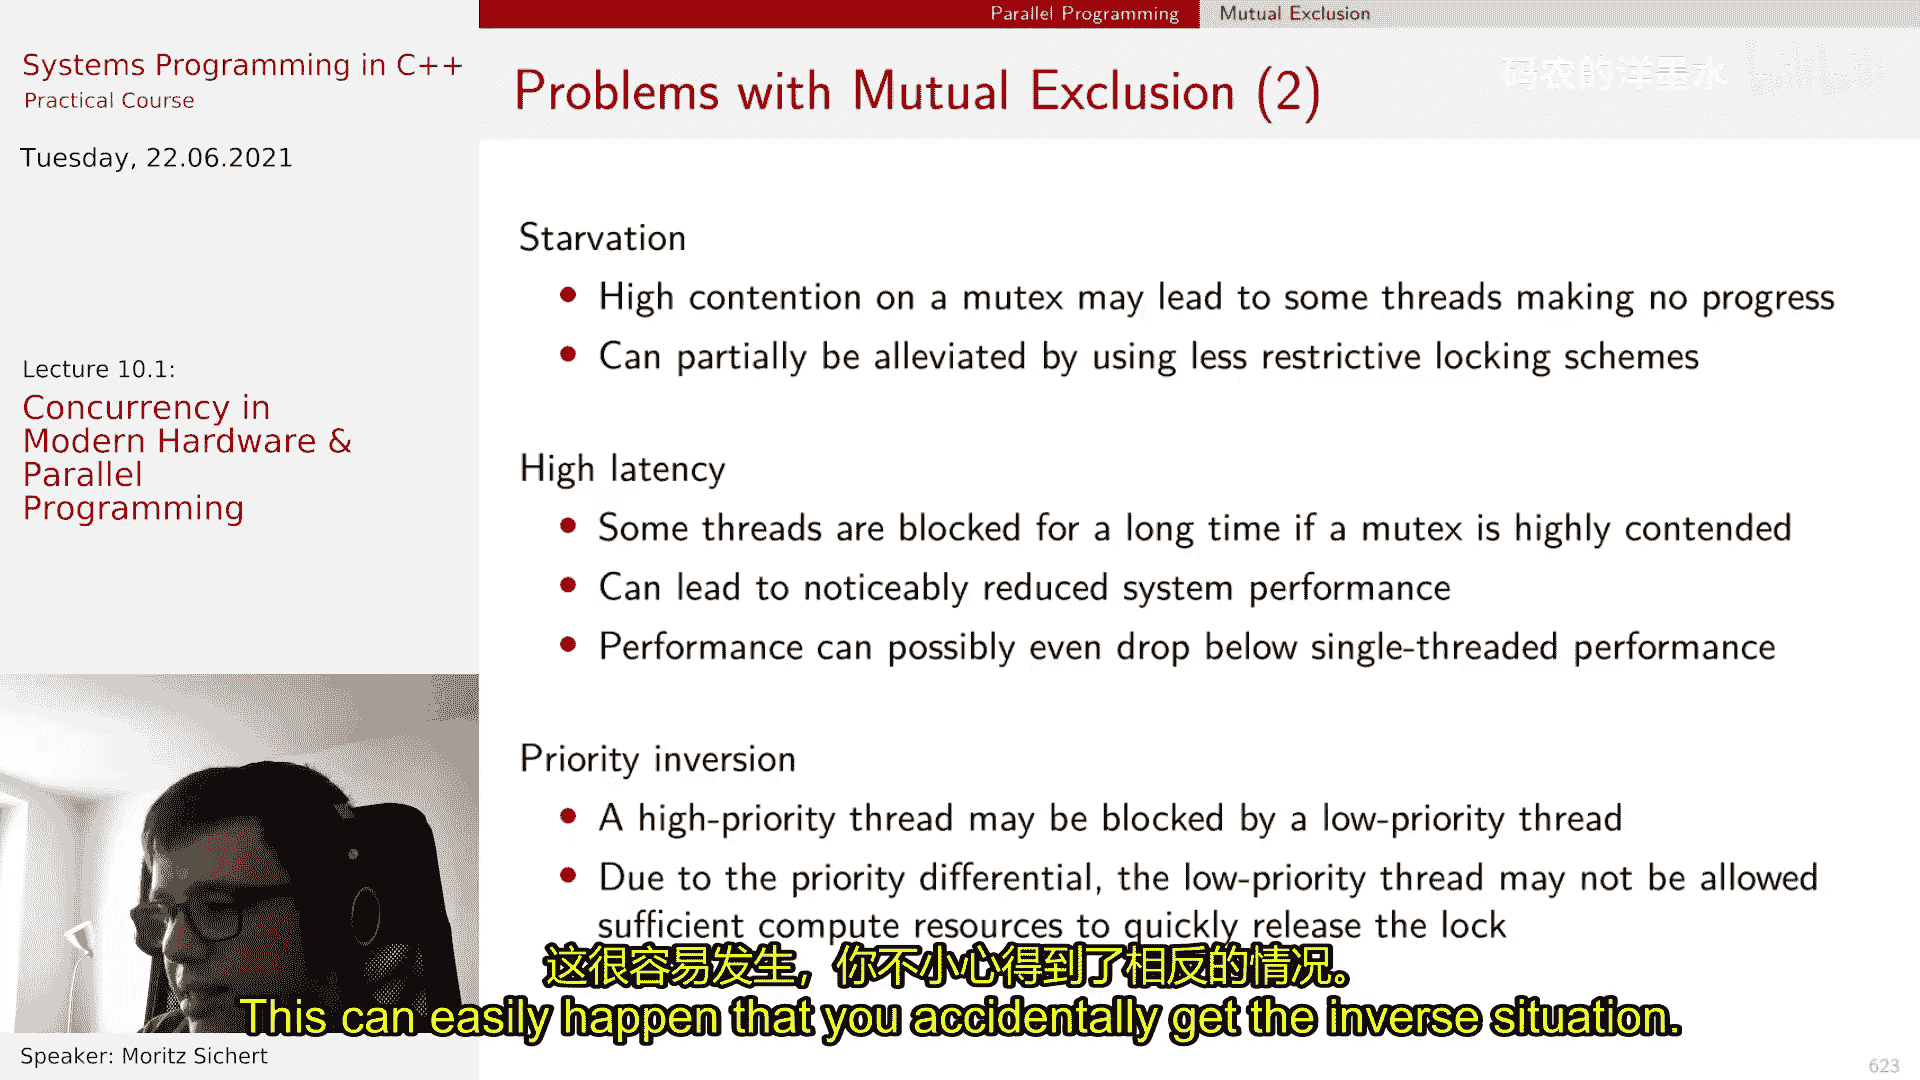 Parallel Programming
Mutual Exclusion
Systems Programming in C++
Practical Course
Tuesday, 22.06.2021
Lecture 10.1:
Concurrency in
Modern Hardware &
Parallel
Programming
Problems with Mutual Exclusion (2)
码农的洋墨水
Starvation
• High contention on a mutex may lead to some threads making no progress
• Can partially be alleviated by using less restrictive locking schemes
High latency
• Some threads are blocked for a long time if a mutex is highly contended
• Can lead to noticeably reduced system performance
• Performance can possibly even drop below single-threaded performance
Priority inversion
• A high-priority thread may be blocked by a low-priority thread
• Due to the priority differential, the low-priority thread may not be allowed
sufficient compute resources to quickly release the lock
这很容易发生，你不小心得到了相反的情况。
This can easily happen that you accidentally get the inverse situation.
Speaker: Moritz Sichert
623